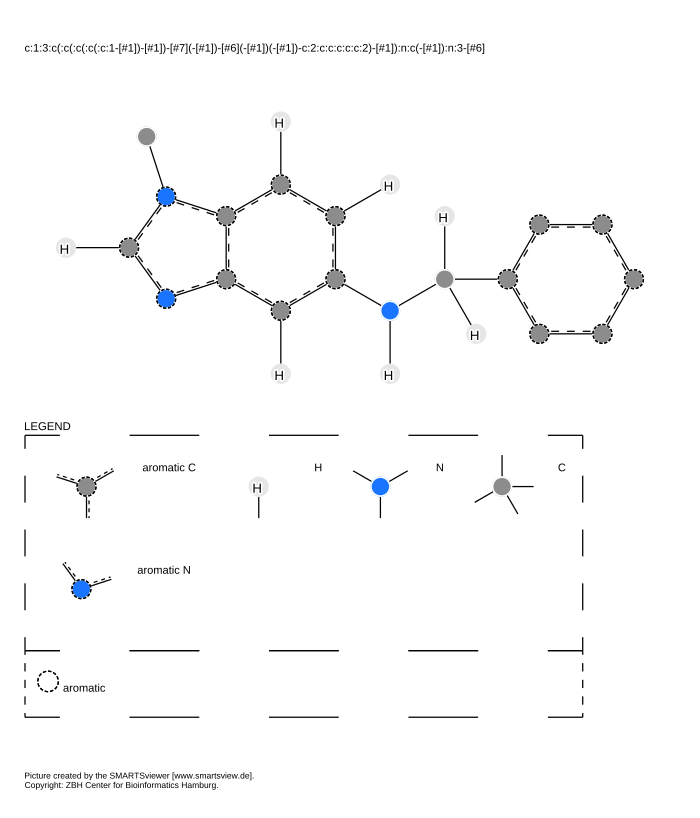 c:1:3:c(:c(:c(:c(:c:1-[#1])-[#1])-[#7](-[#1])-[#6](-[#1])(-[#1])-c:2:c:c:c:c:c:2)-[#1]):n:c(-[#1]):n:3-[#6]
H
H
H
H
H
H
H
H
LEGEND
aromatic C
H
H
N
C
aromatic N
aromatic
Picture created by the SMARTSviewer [www.smartsview.de].
Copyright: ZBH Center for Bioinformatics Hamburg.